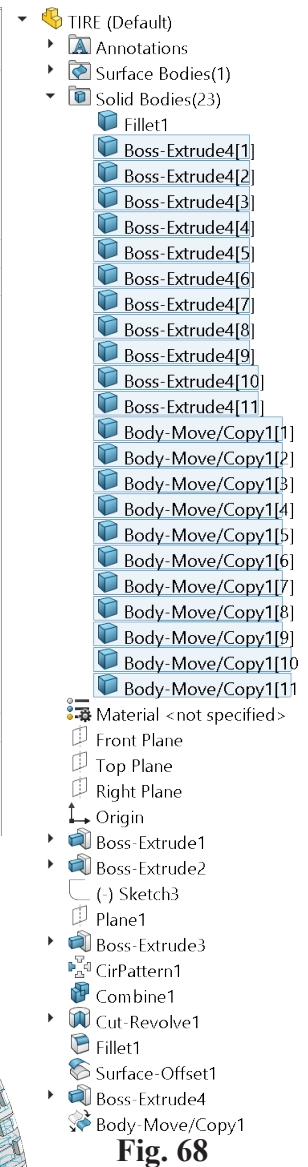 TIRE (Default)
Annotations
Surface Bodies(1)
Solid Bodies(23)
Fillet1
Boss-Extrude4[1]
Boss-Extrude4[2]
Boss-Extrude4[3]
Boss-Extrude4[4]
Boss-Extrude4[5]
Boss-Extrude4[6]
Boss-Extrude4[7]
Boss-Extrude4[8]
Boss-Extrude4[9]
Boss-Extrude4[10]
Boss-Extrude4[11]
Body-Move/Copy1[1]
Body-Move/Copy1[2]
Body-Move/Copy1[3]
Body-Move/Copy1[4]
Body-Move/Copy1[5]
Body-Move/Copy1[6]
Body-Move/Copy1[7]
Body-Move/Copy1[8]
Body-Move/Copy1[9]
Body-Move/Copy1[10
Body-Move/Copy1[11
Material <not specified>
Front Plane
Top Plane
Right Plane
Origin
Boss-Extrude1
Boss-Extrude2
(-) Sketch3
Plane1
Boss-Extrude3
CirPattern1
Combine1
Cut-Revolve1
Fillet1
Surface-Offset1
Boss-Extrude4
Body-Move/Copy1
Fig. 68